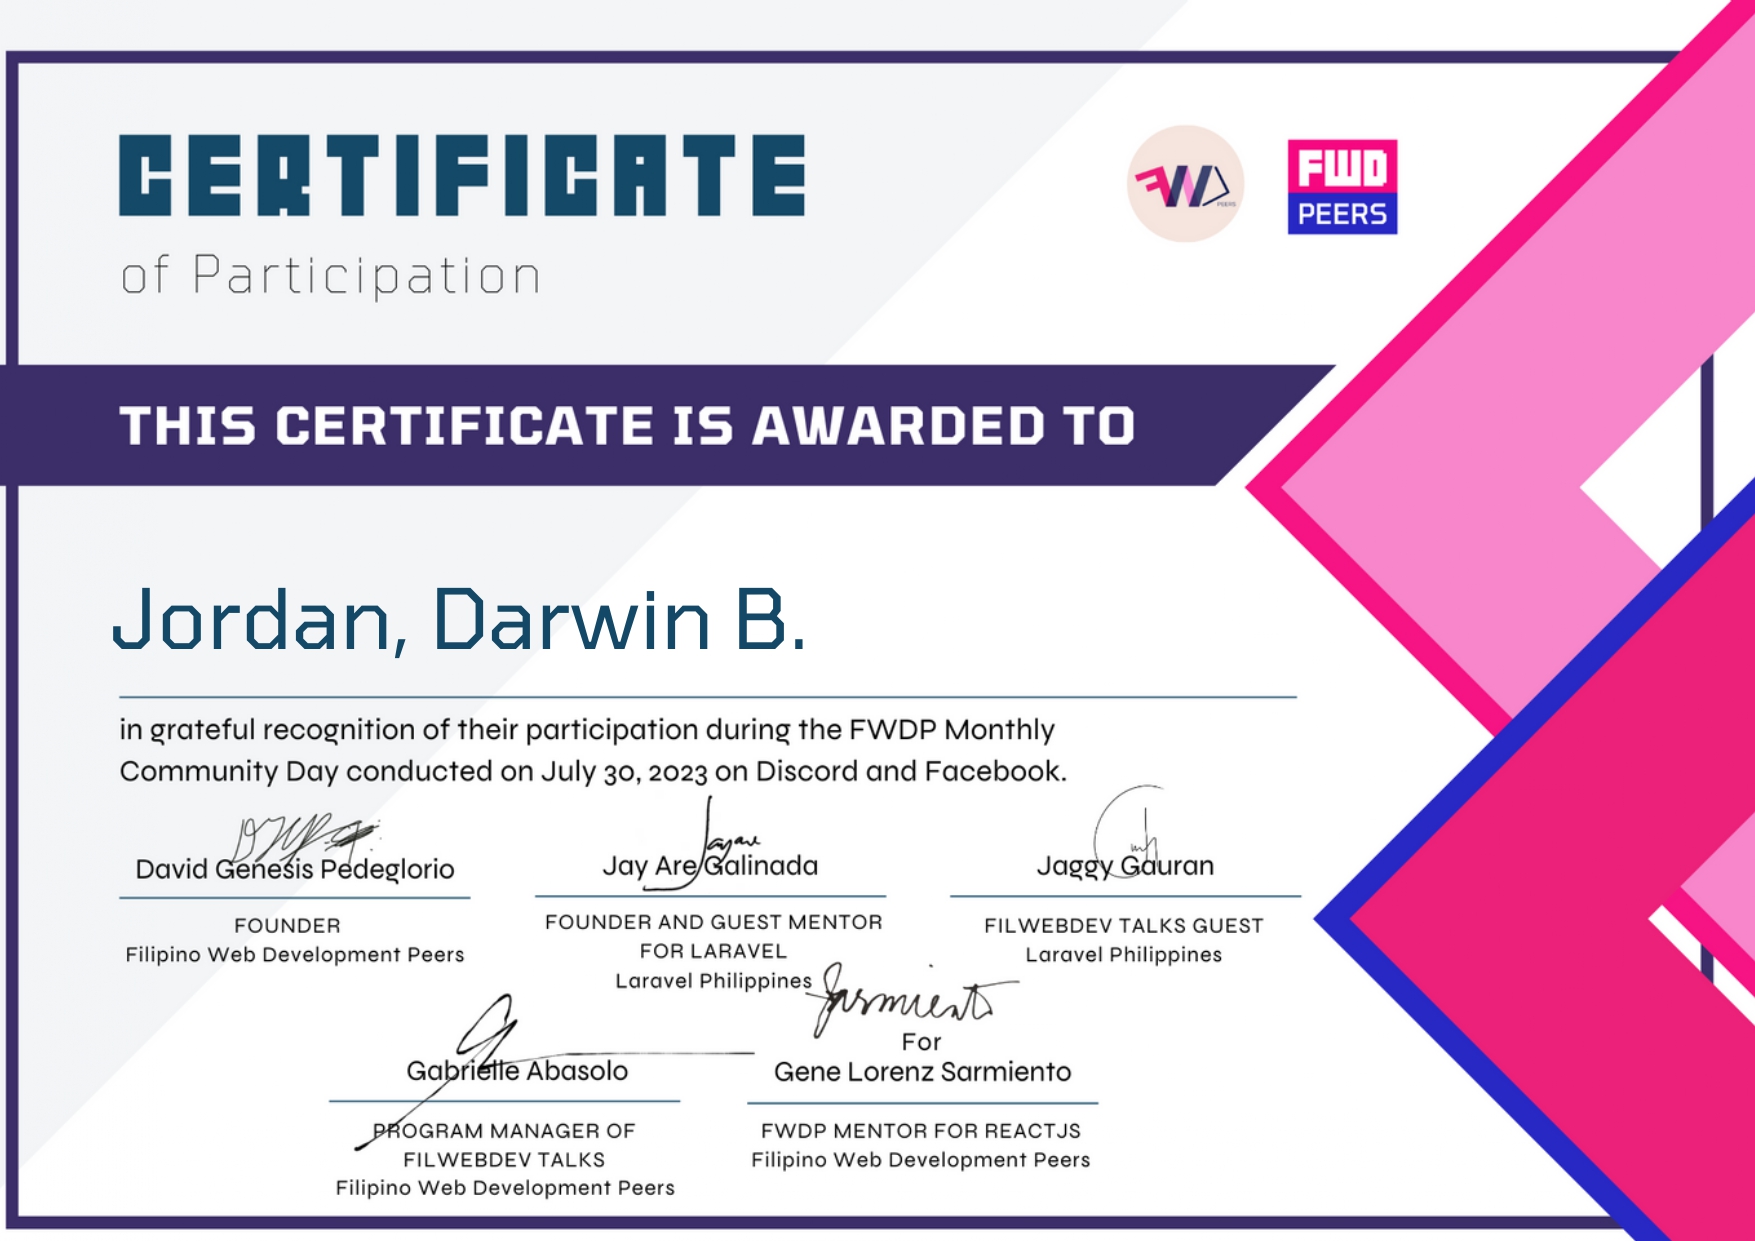 CERTIFICATE
of Participation
FWD
PEERS
FWD
PEERS
THIS CERTIFICATE IS AWARDED TO
Jordan, Darwin B.
in grateful recognition of their participation during the FWDP Monthly
Community Day conducted on July 30, 2023 on Discord and Facebook.
David Genesis Pedeglorio
FOUNDER
Filipino Web Development Peers
Jayare
Jay Are Galinada
FOUNDER AND GUEST MENTOR
FOR LARAVEL
Laravel Philippines
Jaggy Gauran
FILWEBDEV TALKS GUEST
Laravel Philippines
Gabrielle Abasolo
PROGRAM MANAGER OF
FILWEBDEV TALKS
Filipino Web Development Peers
Sarmiento
For
Gene Lorenz Sarmiento
FWDP MENTOR FOR REACTJS
Filipino Web Development Peers